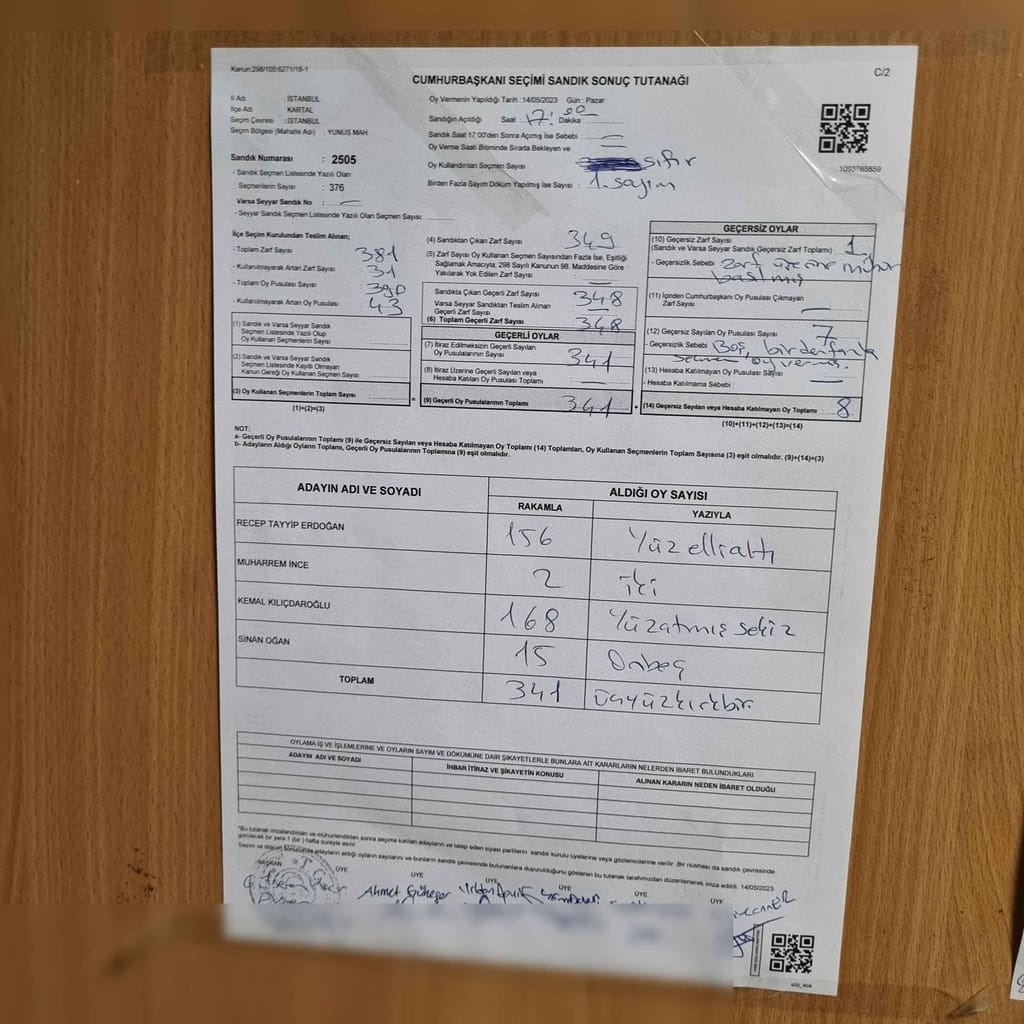 Kanun:298/105:6271/18-1
C/2
CUMHURBAŞKANI SEÇİMİ SANDIK SONUÇ TUTANAĞI
İl Adı : İSTANBUL
İlçe Adı : KARTAL
Seçim Çevresi : İSTANBUL
Seçim Bölgesi (Mahalle Adı) : YUNUS MAH
Sandık Numarası : 2505
- Sandık Seçmen Listesinde Yazılı Olan
Seçmenlerin Sayısı : 376
Varsa Seyyar Sandık No :
- Seyyar Sandık Seçmen Listesinde Yazılı Olan Seçmen Sayısı:
Oy Vermenin Yapıldığı Tarih : 14/05/2023 Gün : Pazar
Sandığın Açıldığı Saat : 17:00 Dakika
Sandık Saat 17:00'den Sonra Açımış İse Sebebi :
Oy Verme Saati Bitiminde Sırada Bekleyen ve
Oy Kullandırılan Seçmen Sayısı sıfır
Birden Fazla Sayım Döküm Yapılmış İse Sayısı : 1. sayım
1093785859
İlçe Seçim Kurulundan Teslim Alınan;
- Toplam Zarf Sayısı 381
- Kullanılmayarak Artan Zarf Sayısı 31
- Toplam Oy Pusulası Sayısı 390
- Kullanılmayarak Artan Oy Pusulası 43
(1) Sandık ve Varsa Seyyar Sandık
Seçmen Listesinde Yazılı Olup
Oy Kullanan Seçmenlerin Sayısı :
(2) Sandık ve Varsa Seyyar Sandık
Seçmen Listesinde Kaydı Olmayan
Kanun Gereği Oy Kullanan Seçmen Sayısı
(3) Oy Kullanan Seçmenlerin Toplam Sayısı :
(1)+(2)=(3)
(4) Sandıktan Çıkan Zarf Sayısı 349
(5) Zarf Sayısı Oy Kullanan Seçmen Sayısından Fazla İse, Eşitliği
Sağlamak Amacıyla, 298 Sayılı Kanunun 98. Maddesine Göre
Yakılarak Yok Edilen Zarf Sayısı :
Sandıkta Çıkan Geçerli Zarf Sayısı 348
Varsa Seyyar Sandıktan Teslim Alınan
Geçerli Zarf Sayısı
(6) Toplam Geçerli Zarf Sayısı 348
GEÇERLİ OYLAR
(7) İtiraz Edilmeksizin Geçerli Sayılan
Oy Pusulalarının Sayısı 341
(8) İtiraz Üzerine Geçerli Sayılan veya
Hesaba Katılan Oy Pusulası Toplamı
(9) Geçerli Oy Pusulalarının Toplamı 341
GEÇERSİZ OYLAR
(10) Geçersiz Zarf Sayısı
(Sandık ve Varsa Seyyar Sandık Geçersiz Zarf Toplamı) 1
- Geçersizlik Sebebi Zarf üzerine mühür
basılmış
(11) İçinden Cumhurbaşkanı Oy Pusulası Çıkmayan
Zarf Sayısı
(12) Geçersiz Sayılan Oy Pusulası Sayısı 7
- Geçersizlik Sebebi Boş, birden fazla
oy vermiş.
(13) Hesaba Katılmayan Oy Pusulası Sayısı
- Hesaba Katılmama Sebebi :
(14) Geçersiz Sayılan veya Hesaba Katılmayan Oy Toplamı : 8
(10)+(11)+(12)+(13)=(14)
NOT:
a- Geçerli Oy Pusulalarının Toplamı (9) ile Geçersiz Sayılan veya Hesaba Katılmayan Oy Toplamı (14) Toplamları, Oy Kullanan Seçmenlerin Toplam Sayısına (3) eşit olmalıdır. (9)+(14)=(3)
b- Adayların Aldığı Oyların Toplamı, Geçerli Oy Pusulalarının Toplamına (9) eşit olmalıdır.
ADAYIN ADI VE SOYADI ALDIĞI OY SAYISI
RAKAMLA YAZIYLA
RECEP TAYYİP ERDOĞAN 156 Yüzellialtı
MUHARREM İNCE 2 iki
KEMAL KILIÇDAROĞLU 168 Yüzatmış sekiz
SİNAN OĞAN 15 Onbeş
TOPLAM 341 üçyüzkırkbir
OYLAMA İŞ VE İŞLEMLERİNE VE OYLARIN SAYIM VE DÖKÜMÜNE DAİR ŞİKAYETLERLE BUNLARA AİT KARARLARIN NELERDEN İBARET BULUNDUKLARI
ADAYIN ADI VE SOYADI İHBAR İTİRAZ VE ŞİKAYETİN KONUSU ALINAN KARARIN NEDEN İBARET OLDUĞU
"Bu tutanak imzalandıktan ve mühürlendikten sonra seçime katılan adayların ve talep eden siyasi partilerin sandık kurulu üyelerine veya gözlemcilerine verilir. Bir nüshası da sandık çevresinde
görülecek bir yere 1 (bir) hafta süreyle asılır.
Sayım ve döküm sonucunda adayların aldığı oyların sayılarını ve bunların sandık çevresinde bulunanlara duyurulduğunu gösteren bu tutanak tarafımızdan düzenlenerek imza edildi. 14/05/2023
BAŞKAN ÜYE ÜYE ÜYE ÜYE ÜYE ÜYE
Ahmet